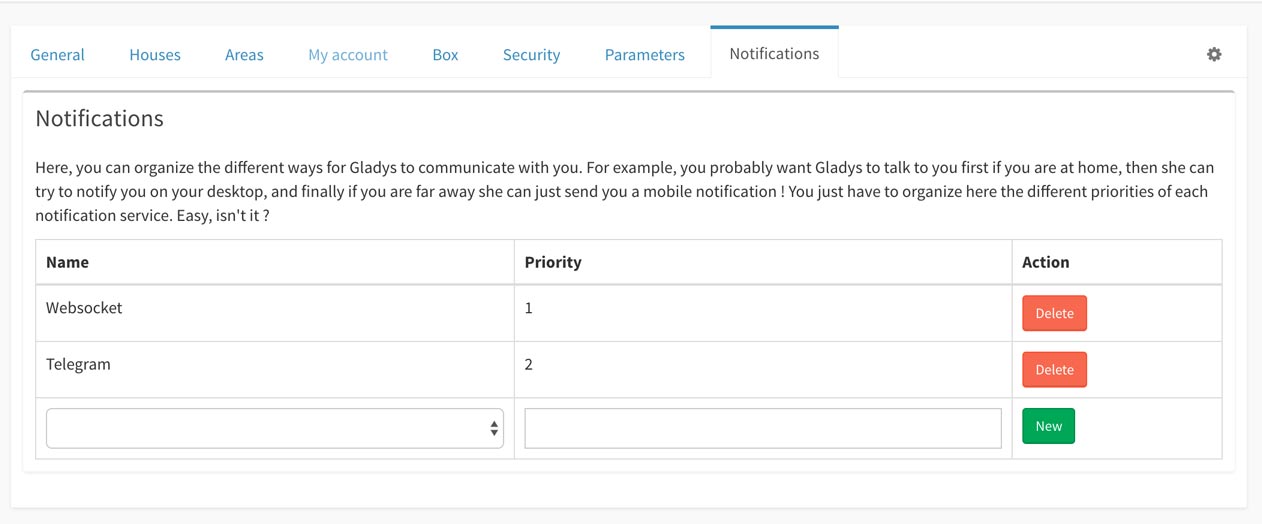 General Houses Areas My account Box Security Parameters Notifications
Notifications
Here, you can organize the different ways for Gladys to communicate with you. For example, you probably want Gladys to talk to you first if you are at home, then she can
try to notify you on your desktop, and finally if you are far away she can just send you a mobile notification ! You just have to organize here the different priorities of each
notification service. Easy, isn't it ?
Name Priority Action
Websocket 1 Delete
Telegram 2 Delete
New